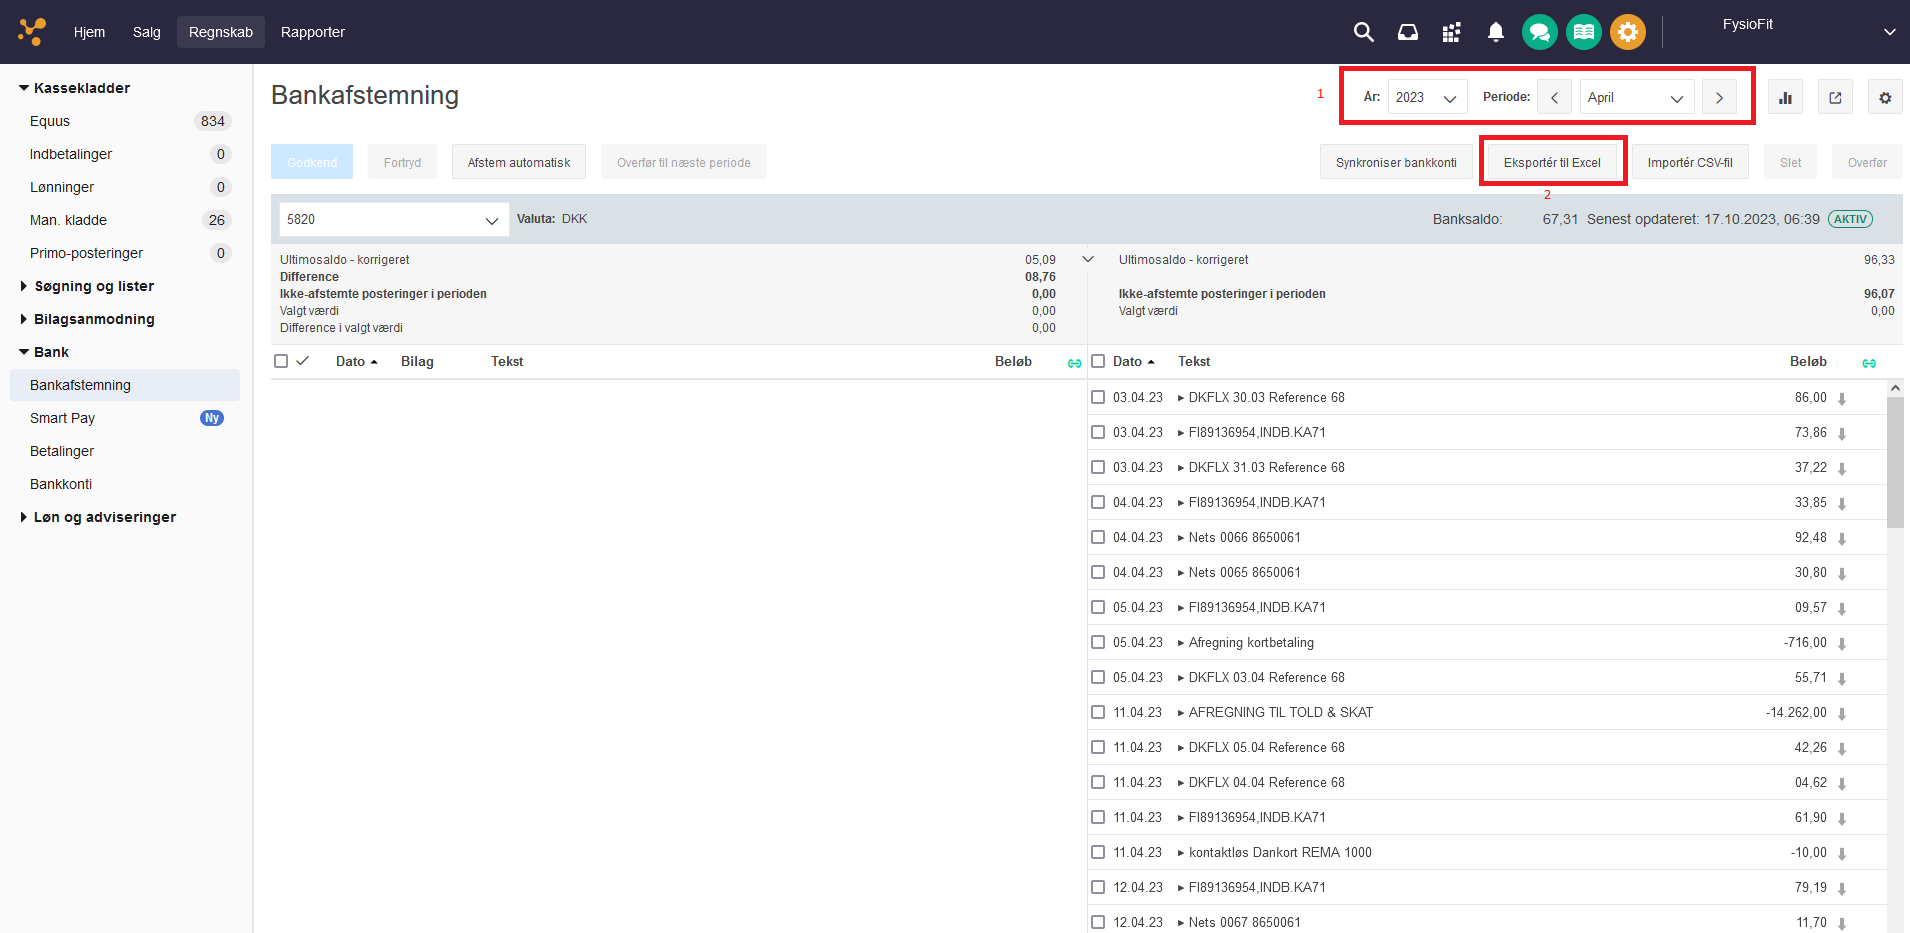 Hjem Salg Regnskab Rapporter FysioFit
Kassekladder
Equus 834
Indbetalinger 0
Lønninger 0
Man. kladde 26
Primo-posteringer 0
Søgning og lister
Bilagsanmodning
Bank
Bankafstemning
Smart Pay Ny
Betalinger
Bankkonti
Løn og adviseringer
Bankafstemning 1 År: 2023 Periode: April
Godkend Fortryd Afstem automatisk Overfør til næste periode Synkroniser bankkonti Eksportér til Excel Importér CSV-fil Slet Overfør
2
5820 Valuta: DKK Banksaldo: 67,31 Senest opdateret: 17.10.2023, 06:39 AKTIV
Ultimosaldo - korrigeret 05,09
Difference 08,76
Ikke-afstemte posteringer i perioden 0,00
Valgt værdi 0,00
Difference i valgt værdi 0,00
Ultimosaldo - korrigeret 96,33
Ikke-afstemte posteringer i perioden 96,07
Valgt værdi 0,00
Dato Bilag Tekst Beløb
Dato Tekst Beløb
03.04.23 DKFLX 30.03 Reference 68 86,00
03.04.23 FI89136954,INDB.KA71 73,86
03.04.23 DKFLX 31.03 Reference 68 37,22
04.04.23 FI89136954,INDB.KA71 33,85
04.04.23 Nets 0066 8650061 92,48
04.04.23 Nets 0065 8650061 30,80
05.04.23 FI89136954,INDB.KA71 09,57
05.04.23 Afregning kortbetaling -716,00
05.04.23 DKFLX 03.04 Reference 68 55,71
11.04.23 AFREGNING TIL TOLD & SKAT -14.262,00
11.04.23 DKFLX 05.04 Reference 68 42,26
11.04.23 DKFLX 04.04 Reference 68 04,62
11.04.23 FI89136954,INDB.KA71 61,90
11.04.23 kontaktløs Dankort REMA 1000 -10,00
12.04.23 FI89136954,INDB.KA71 79,19
12.04.23 Nets 0067 8650061 11,70